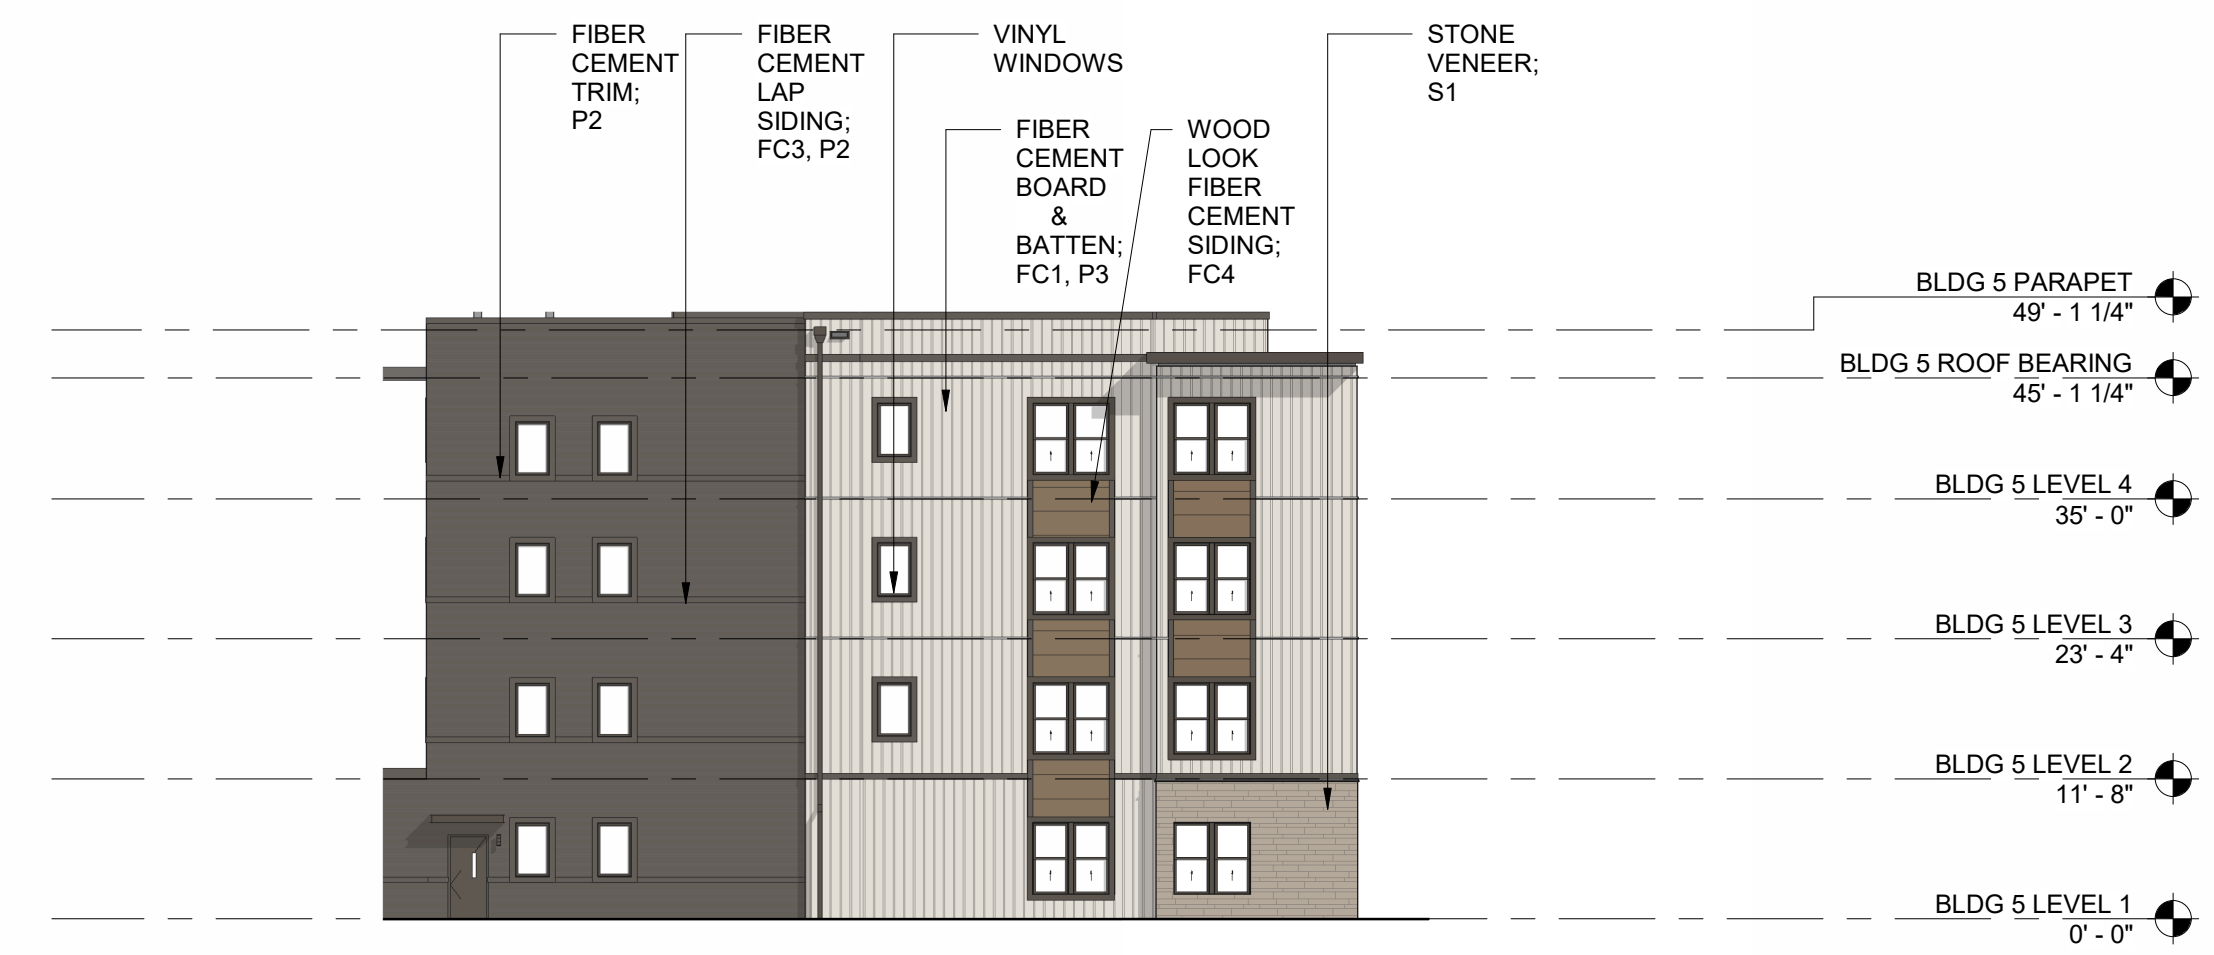 FIBER
CEMENT
TRIM;
P2
FIBER
CEMENT
LAP
SIDING;
FC3, P2
VINYL
WINDOWS
FIBER
CEMENT
BOARD
&
BATTEN;
FC1, P3
WOOD
LOOK
FIBER
CEMENT
SIDING;
FC4
STONE
VENEER;
S1
BLDG 5 PARAPET
49' - 1 1/4"
BLDG 5 ROOF BEARING
45' - 1 1/4"
BLDG 5 LEVEL 4
35' - 0"
BLDG 5 LEVEL 3
23' - 4"
BLDG 5 LEVEL 2
11' - 8"
BLDG 5 LEVEL 1
0' - 0"